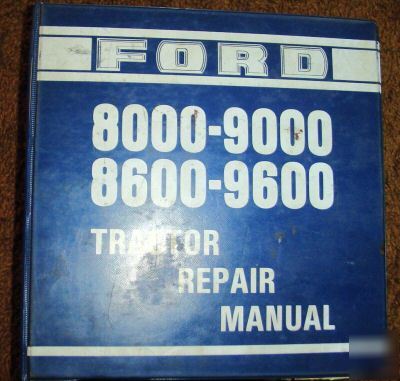 FORD
8000-9000
8600-9600
TRACTOR
REPAIR
MANUAL